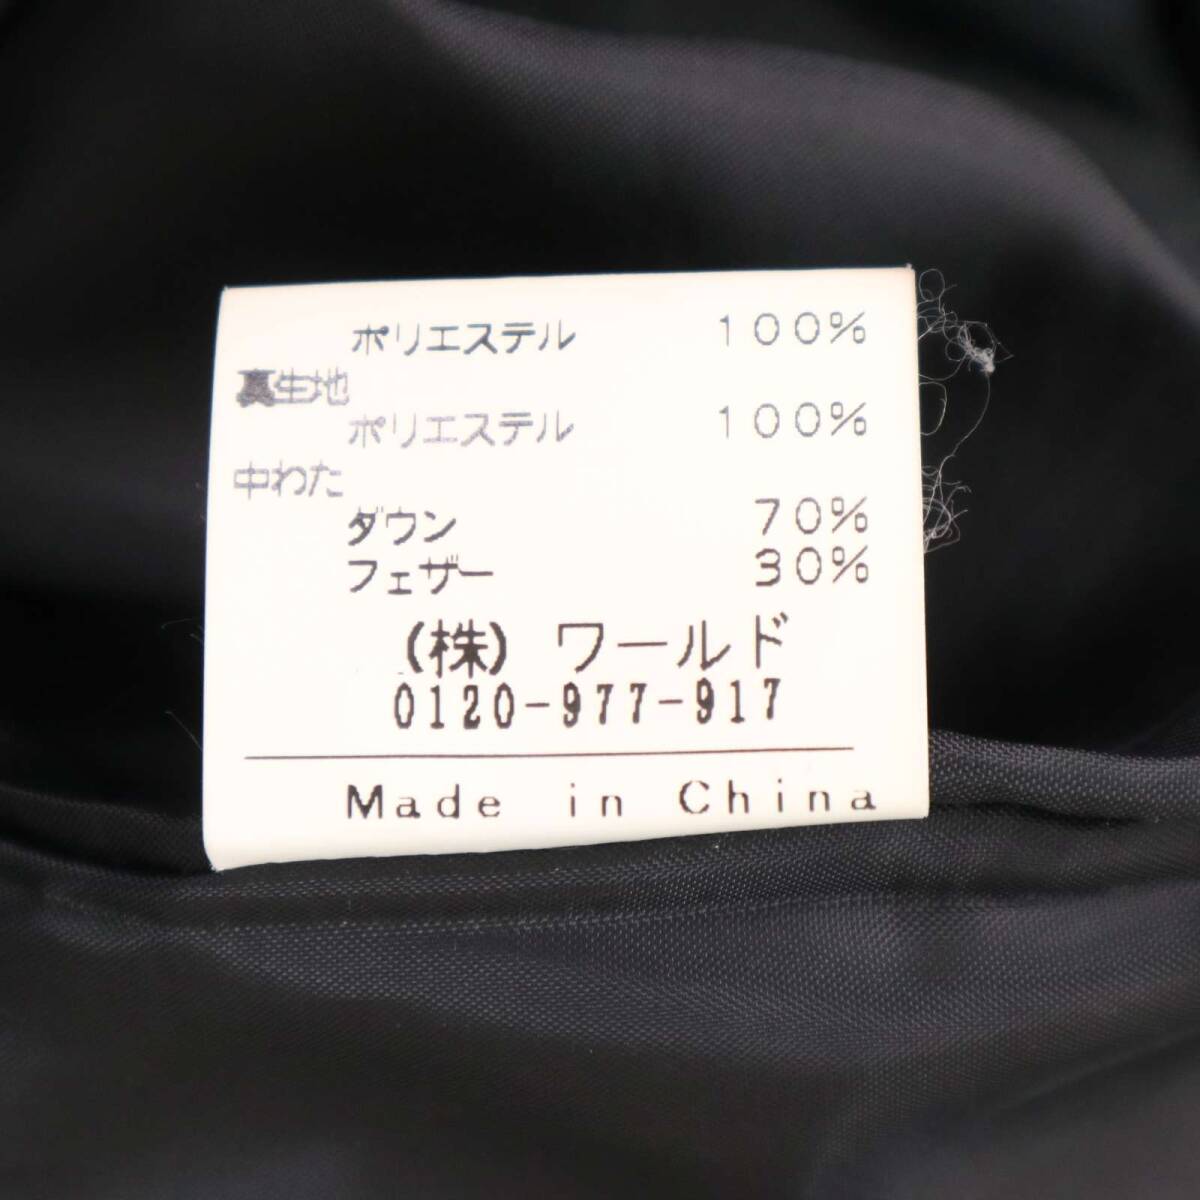 ポリエステル 100%
裏生地
ポリエステル 100%
中わた
ダウン 70%
フェザー 30%
(株) ワールド
0120-977-917
Made in China